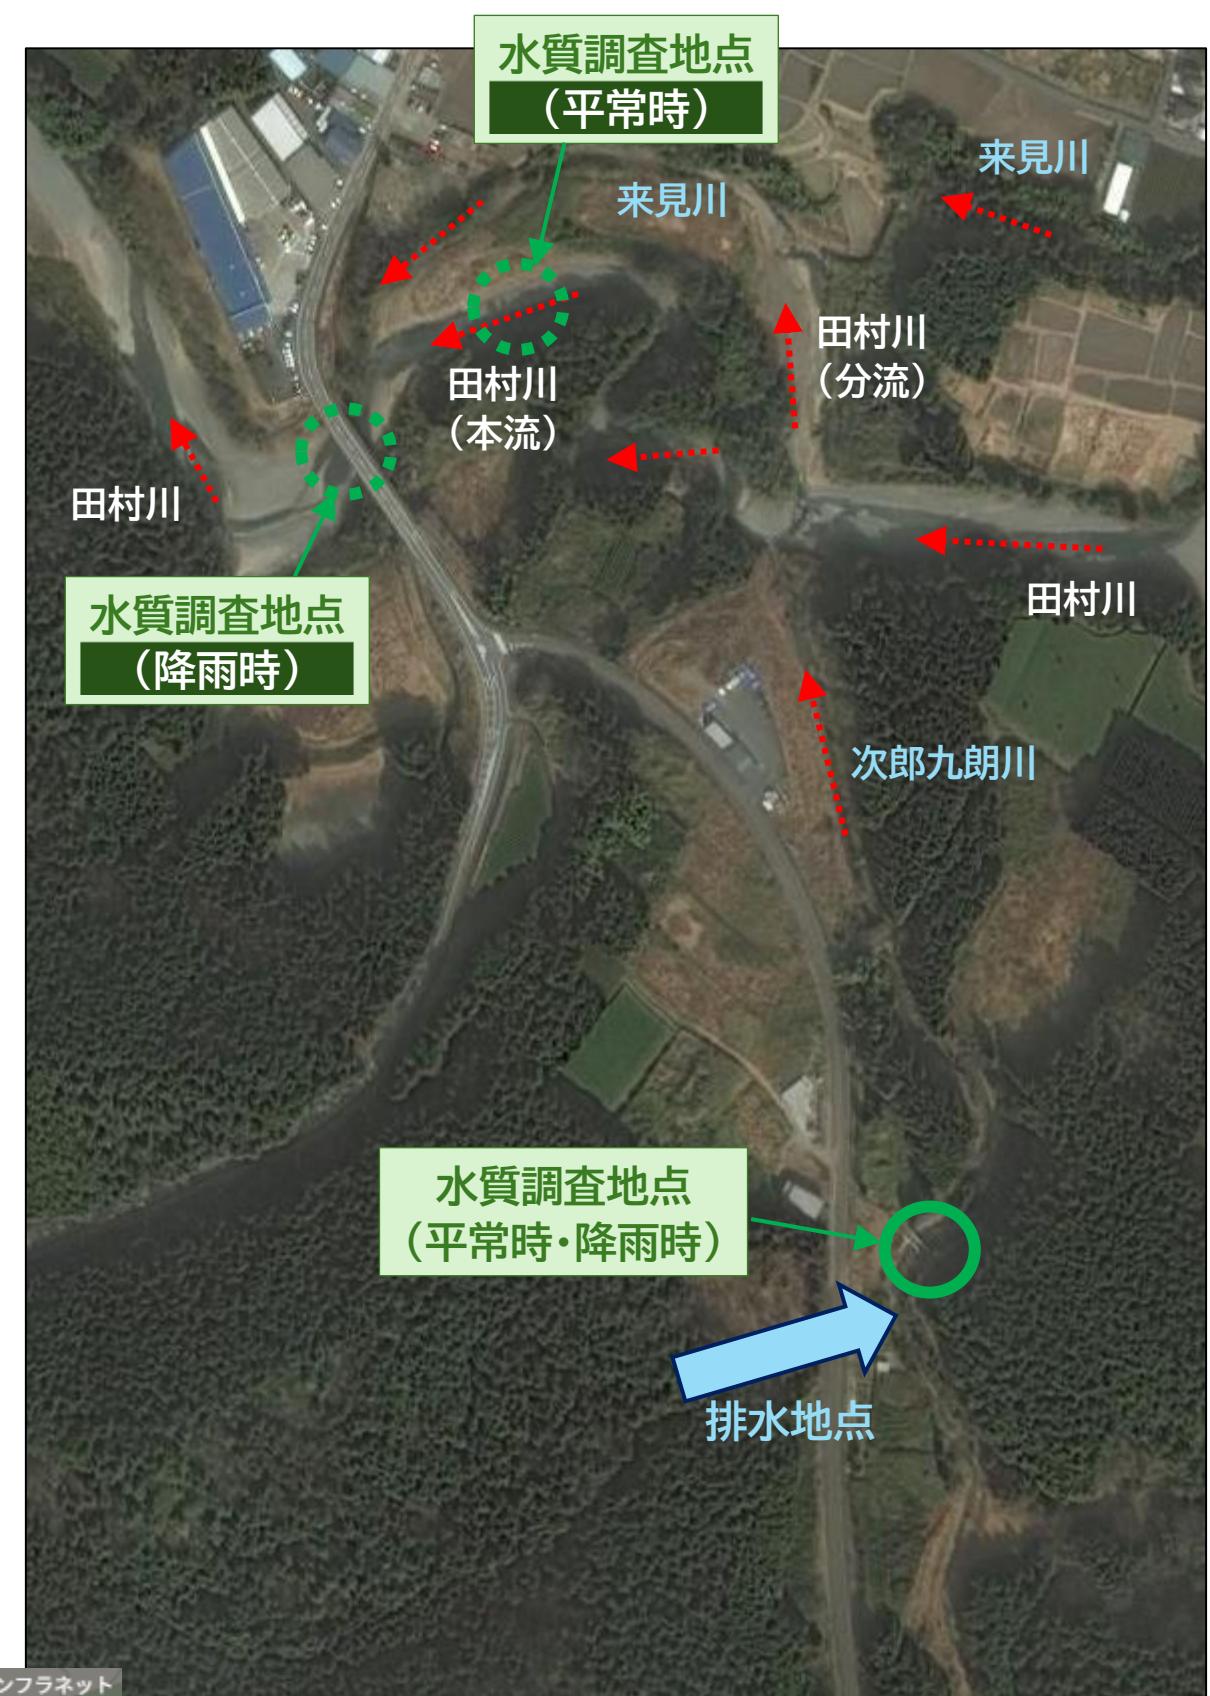 水質調査地点
（平常時）
来見川
来見川
田村川
（分流）
田村川
（本流）
田村川
水質調査地点
（降雨時）
田村川
次郎九朗川
水質調査地点
（平常時・降雨時）
排水地点
ンフラネット